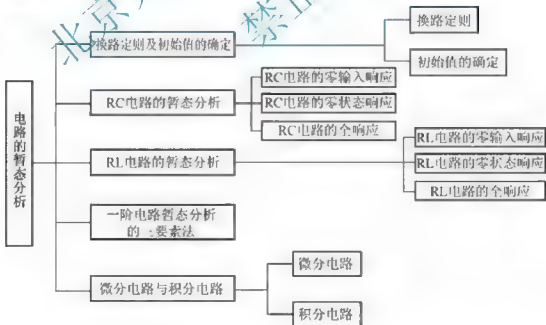 电路的暂态分析
换路定则及初始值的确定
换路定则
初始值的确定
RC电路的暂态分析
RC电路的零输入响应
RC电路的零状态响应
RC电路的全响应
RL电路的暂态分析
RL电路的零输入响应
RL电路的零状态响应
RL电路的全响应
一阶电路暂态分析
的三要素法
微分电路与积分电路
微分电路
积分电路
北京
禁止